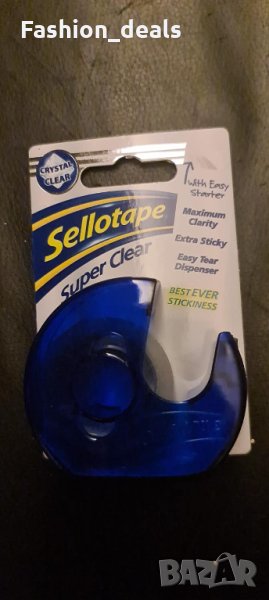 Fashion_deals
CRYSTAL
CLEAR
Sellotape
Super Clear
with Easy
Starter
Maximum
Clarity
Extra Sticky
Easy Tear
Dispenser
BEST EVER
STICKINESS
BAZAR